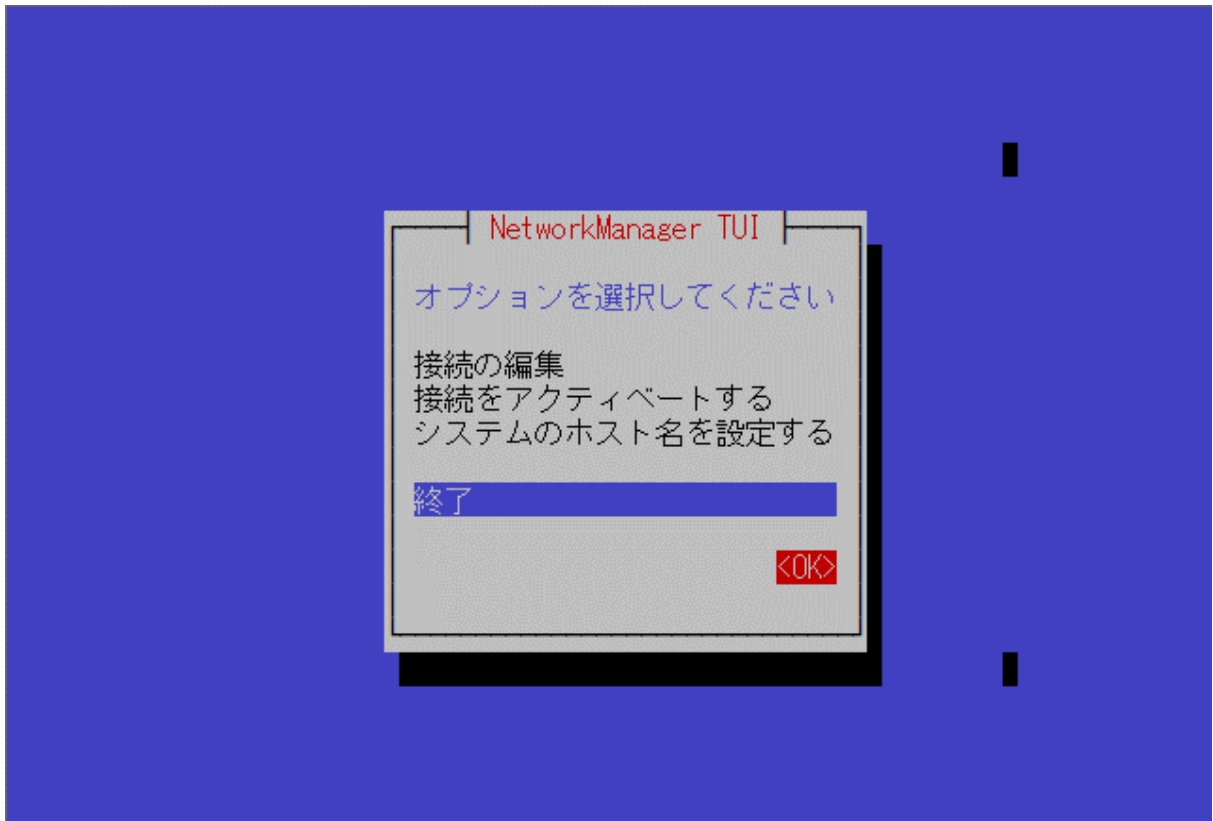 NetworkManager TUI
オプションを選択してください
接続の編集
接続をアクティベートする
システムのホスト名を設定する
終了
<OK>